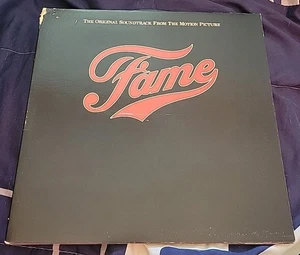 THE ORIGINAL SOUNDTRACK FROM THE MOTION PICTURE
Fame